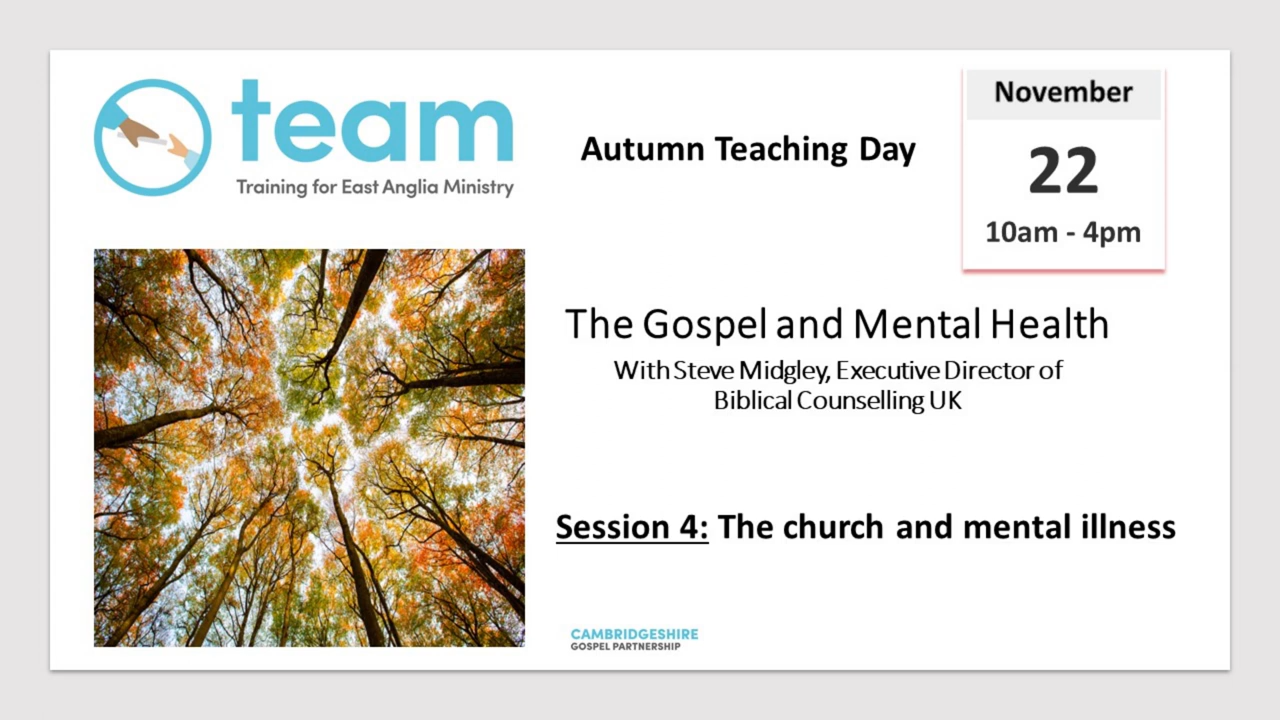 team
Training for East Anglia Ministry
Autumn Teaching Day
November
22
10am - 4pm
The Gospel and Mental Health
With Steve Midgley, Executive Director of
Biblical Counselling UK
Session 4: The church and mental illness
CAMBRIDGESHIRE
GOSPEL PARTNERSHIP